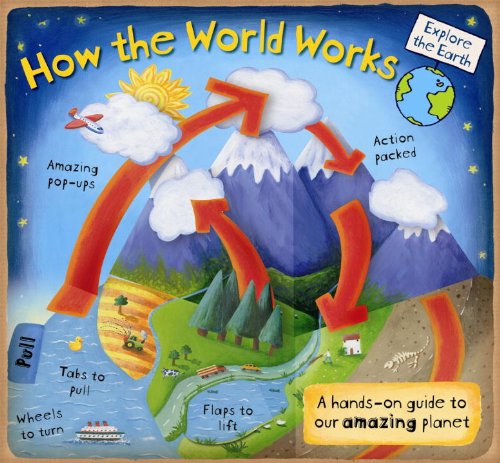 How the World Works
Explore
the Earth
Amazing
pop-ups
Action
packed
Pull
Tabs to
pull
Wheels
to turn
Flaps to
lift
A hands-on guide to
our amazing planet